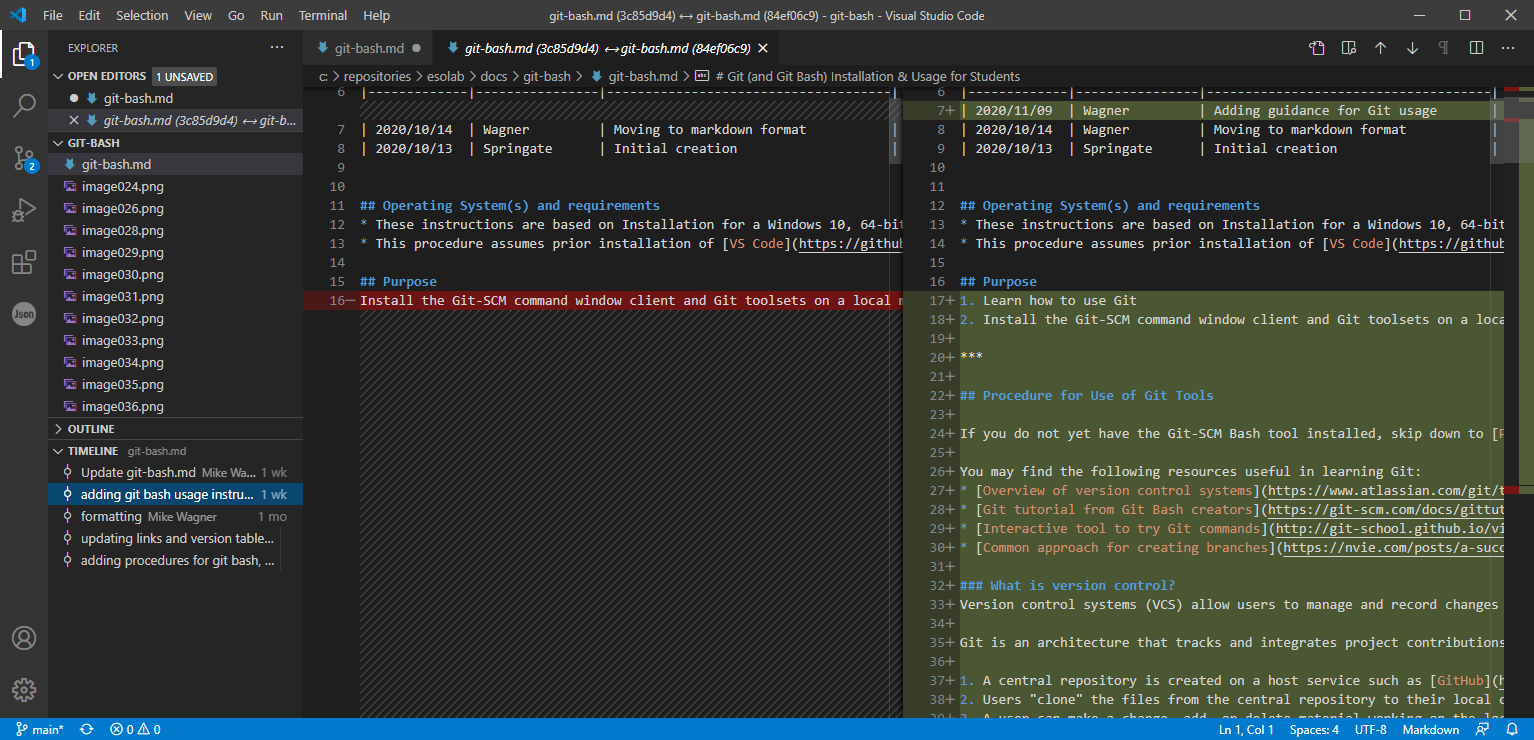 File Edit Selection View Go Run Terminal Help
git-bash.md (3c85d9d4) ↔ git-bash.md (84ef06c9) - git-bash - Visual Studio Code
EXPLORER
OPEN EDITORS 1 UNSAVED
git-bash.md
git-bash.md (3c85d9d4) ↔ git-b...
GIT-BASH
git-bash.md
image024.png
image026.png
image028.png
image029.png
image030.png
image031.png
image032.png
image033.png
image034.png
image035.png
image036.png
OUTLINE
TIMELINE git-bash.md
Update git-bash.md Mike Wa... 1 wk
adding git bash usage instru... 1 wk
formatting Mike Wagner 1 mo
updating links and version table...
adding procedures for git bash, ...
1
2
Json
git-bash.md
git-bash.md (3c85d9d4) ↔ git-bash.md (84ef06c9)
c: > repositories > esolab > docs > git-bash > git-bash.md > abc # Git (and Git Bash) Installation & Usage for Students
6 |-------------|----------------|-------------------------------------|
7 | 2020/10/14 | Wagner | Moving to markdown format |
8 | 2020/10/13 | Springate | Initial creation |
9
10
11 ## Operating System(s) and requirements
12 * These instructions are based on Installation for a Windows 10, 64-bit
13 * This procedure assumes prior installation of [VS Code](https://github
14
15 ## Purpose
16— Install the Git-SCM command window client and Git toolsets on a local m
6 |-------------|----------------|-------------------------------------|
7+ | 2020/11/09 | Wagner | Adding guidance for Git usage |
8 | 2020/10/14 | Wagner | Moving to markdown format |
9 | 2020/10/13 | Springate | Initial creation |
10
11
12 ## Operating System(s) and requirements
13 * These instructions are based on Installation for a Windows 10, 64-bit
14 * This procedure assumes prior installation of [VS Code](https://github
15
16 ## Purpose
17+ 1. Learn how to use Git
18+ 2. Install the Git-SCM command window client and Git toolsets on a loca
19+
20+ ***
21+
22+ ## Procedure for Use of Git Tools
23+
24+ If you do not yet have the Git-SCM Bash tool installed, skip down to [
25+
26+ You may find the following resources useful in learning Git:
27+ * [Overview of version control systems](https://www.atlassian.com/git/t
28+ * [Git tutorial from Git Bash creators](https://git-scm.com/docs/gittut
29+ * [Interactive tool to try Git commands](http://git-school.github.io/vi
30+ * [Common approach for creating branches](https://nvie.com/posts/a-succ
31+
32+ ### What is version control?
33+ Version control systems (VCS) allow users to manage and record changes
34+
35+ Git is an architecture that tracks and integrates project contributions
36+
37+ 1. A central repository is created on a host service such as [GitHub](h
38+ 2. Users "clone" the files from the central repository to their local c
main* 0 0
Ln 1, Col 1 Spaces: 4 UTF-8 Markdown